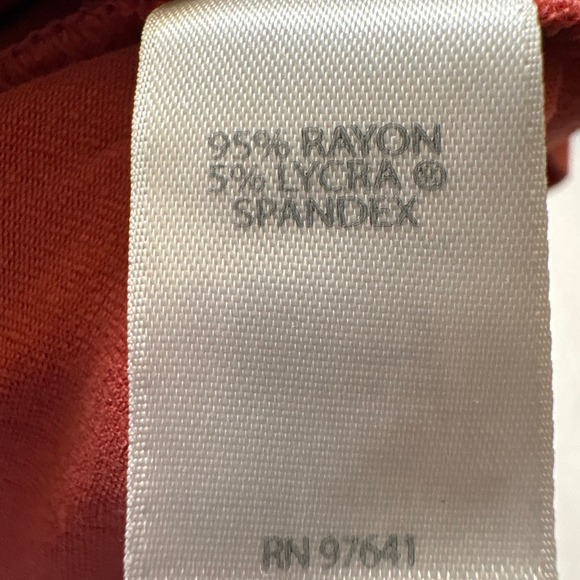 95% RAYON
5% LYCRA ®
SPANDEX
RN 97641